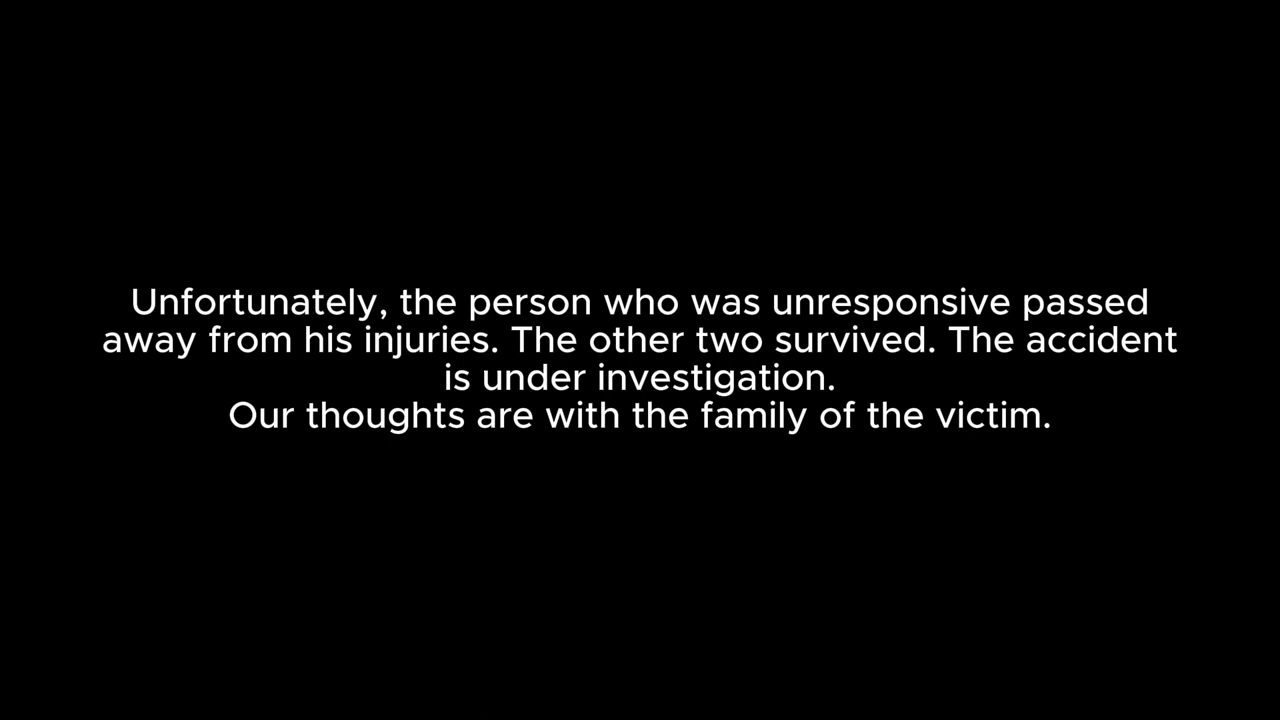 Unfortunately, the person who was unresponsive passed
away from his injuries. The other two survived. The accident
is under investigation.
Our thoughts are with the family of the victim.